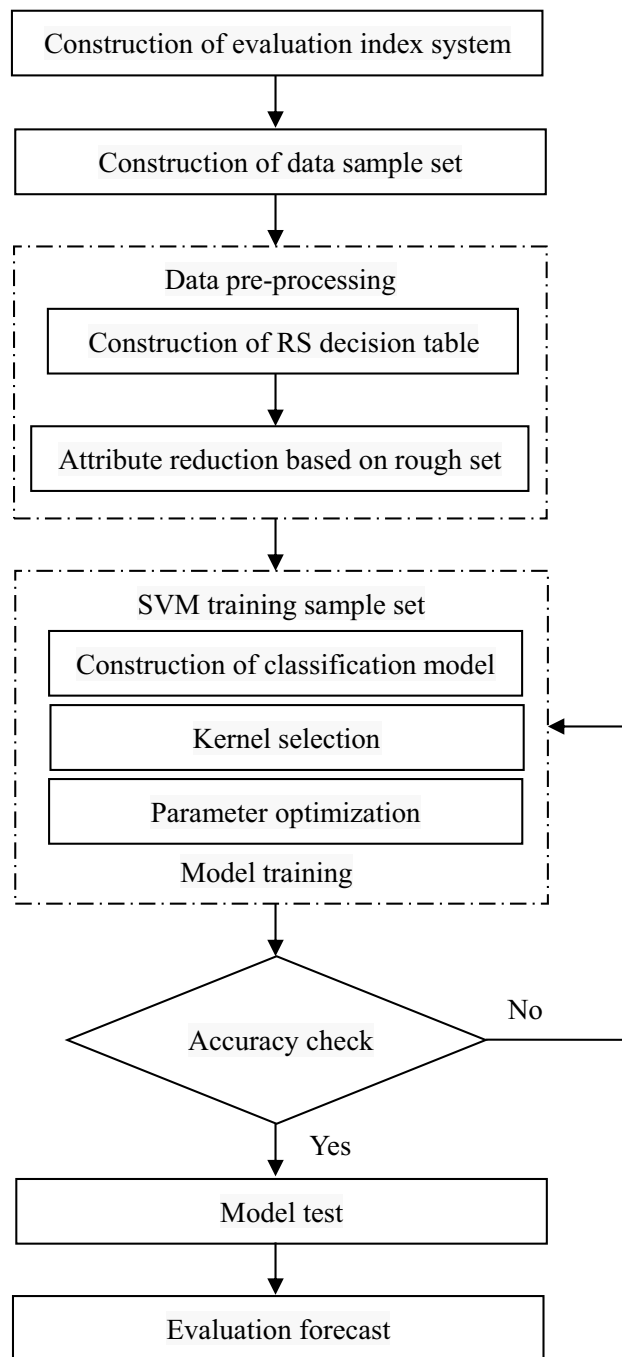 Construction of evaluation index system
Construction of data sample set
Data pre-processing
Construction of RS decision table
Attribute reduction based on rough set
SVM training sample set
Construction of classification model
Kernel selection
Parameter optimization
Model training
Accuracy check
No
Yes
Model test
Evaluation forecast